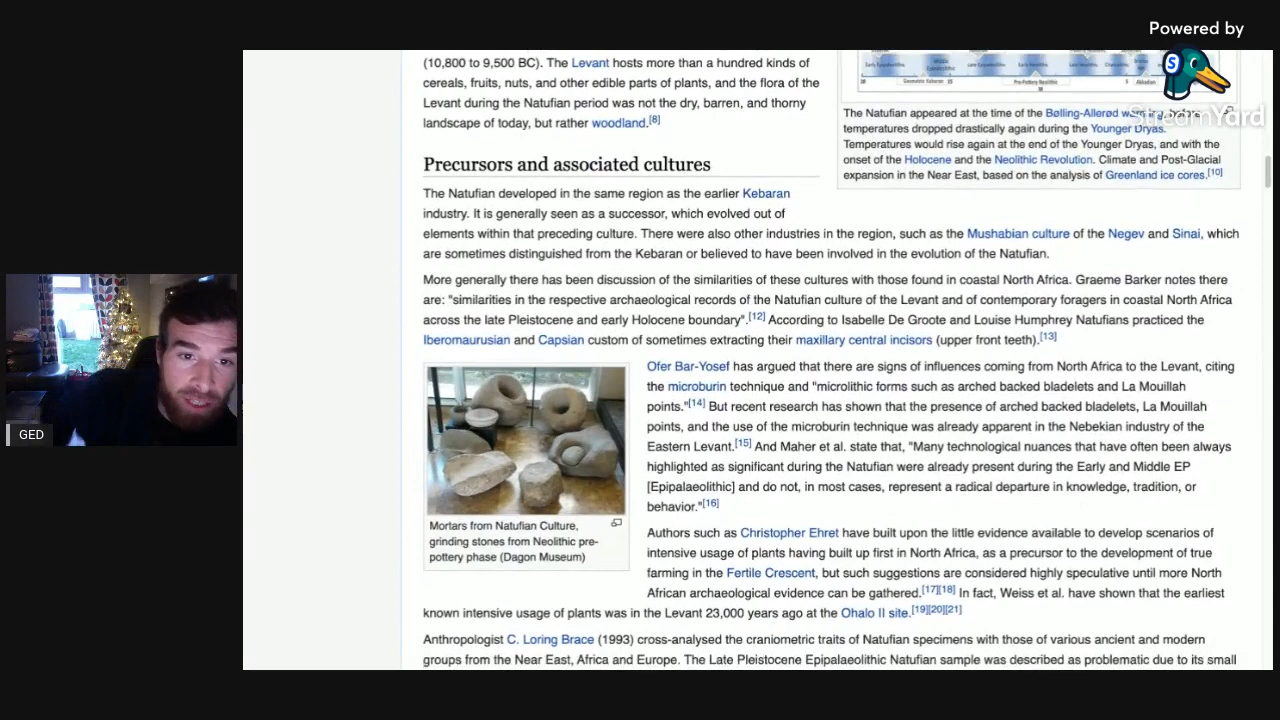 Powered by
StreamYard
GED
(10,800 to 9,500 BC). The Levant hosts more than a hundred kinds of
cereals, fruits, nuts, and other edible parts of plants, and the flora of the
Levant during the Natufian period was not the dry, barren, and thorny
landscape of today, but rather woodland.[8]
The Natufian appeared at the time of the Bølling-Allerød warming, before
temperatures dropped drastically again during the Younger Dryas.
Temperatures would rise again at the end of the Younger Dryas, and with the
onset of the Holocene and the Neolithic Revolution. Climate and Post-Glacial
expansion in the Near East, based on the analysis of Greenland ice cores.[10]
Precursors and associated cultures
The Natufian developed in the same region as the earlier Kebaran
industry. It is generally seen as a successor, which evolved out of
elements within that preceding culture. There were also other industries in the region, such as the Mushabian culture of the Negev and Sinai, which
are sometimes distinguished from the Kebaran or believed to have been involved in the evolution of the Natufian.
More generally there has been discussion of the similarities of these cultures with those found in coastal North Africa. Graeme Barker notes there
are: "similarities in the respective archaeological records of the Natufian culture of the Levant and of contemporary foragers in coastal North Africa
across the late Pleistocene and early Holocene boundary".[12] According to Isabelle De Groote and Louise Humphrey Natufians practiced the
Iberomaurusian and Capsian custom of sometimes extracting their maxillary central incisors (upper front teeth).[13]
Ofer Bar-Yosef has argued that there are signs of influences coming from North Africa to the Levant, citing
the microburin technique and "microlithic forms such as arched backed bladelets and La Mouillah
points."[14] But recent research has shown that the presence of arched backed bladelets, La Mouillah
points, and the use of the microburin technique was already apparent in the Nebekian industry of the
Eastern Levant.[15] And Maher et al. state that, "Many technological nuances that have often been always
highlighted as significant during the Natufian were already present during the Early and Middle EP
[Epipalaeolithic] and do not, in most cases, represent a radical departure in knowledge, tradition, or
behavior."[16]
Mortars from Natufian Culture,
grinding stones from Neolithic pre-
pottery phase (Dagon Museum)
Authors such as Christopher Ehret have built upon the little evidence available to develop scenarios of
intensive usage of plants having built up first in North Africa, as a precursor to the development of true
farming in the Fertile Crescent, but such suggestions are considered highly speculative until more North
African archaeological evidence can be gathered.[17][18] In fact, Weiss et al. have shown that the earliest
known intensive usage of plants was in the Levant 23,000 years ago at the Ohalo II site.[19][20][21]
Anthropologist C. Loring Brace (1993) cross-analysed the craniometric traits of Natufian specimens with those of various ancient and modern
groups from the Near East, Africa and Europe. The Late Pleistocene Epipalaeolithic Natufian sample was described as problematic due to its small